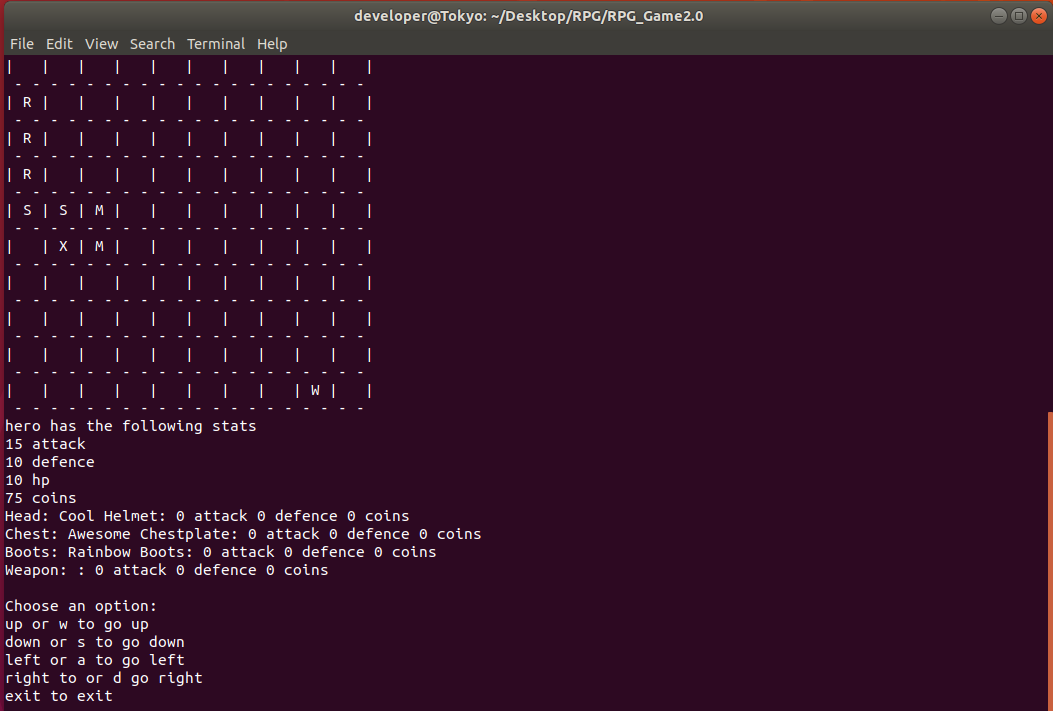 developer@Tokyo: ~/Desktop/RPG/RPG_Game2.0
File Edit View Search Terminal Help
|   |   |   |   |   |   |   |   |   |   |
 - - - - - - - - - - - - - - - - - - - -
| R |   |   |   |   |   |   |   |   |   |
 - - - - - - - - - - - - - - - - - - - -
| R |   |   |   |   |   |   |   |   |   |
 - - - - - - - - - - - - - - - - - - - -
| R |   |   |   |   |   |   |   |   |   |
 - - - - - - - - - - - - - - - - - - - -
| S | S | M |   |   |   |   |   |   |   |
 - - - - - - - - - - - - - - - - - - - -
|   | X | M |   |   |   |   |   |   |   |
 - - - - - - - - - - - - - - - - - - - -
|   |   |   |   |   |   |   |   |   |   |
 - - - - - - - - - - - - - - - - - - - -
|   |   |   |   |   |   |   |   |   |   |
 - - - - - - - - - - - - - - - - - - - -
|   |   |   |   |   |   |   |   |   |   |
 - - - - - - - - - - - - - - - - - - - -
|   |   |   |   |   |   |   |   | W |   |
 - - - - - - - - - - - - - - - - - - - -
hero has the following stats
15 attack
10 defence
10 hp
75 coins
Head: Cool Helmet: 0 attack 0 defence 0 coins
Chest: Awesome Chestplate: 0 attack 0 defence 0 coins
Boots: Rainbow Boots: 0 attack 0 defence 0 coins
Weapon: : 0 attack 0 defence 0 coins
Choose an option:
up or w to go up
down or s to go down
left or a to go left
right to or d go right
exit to exit